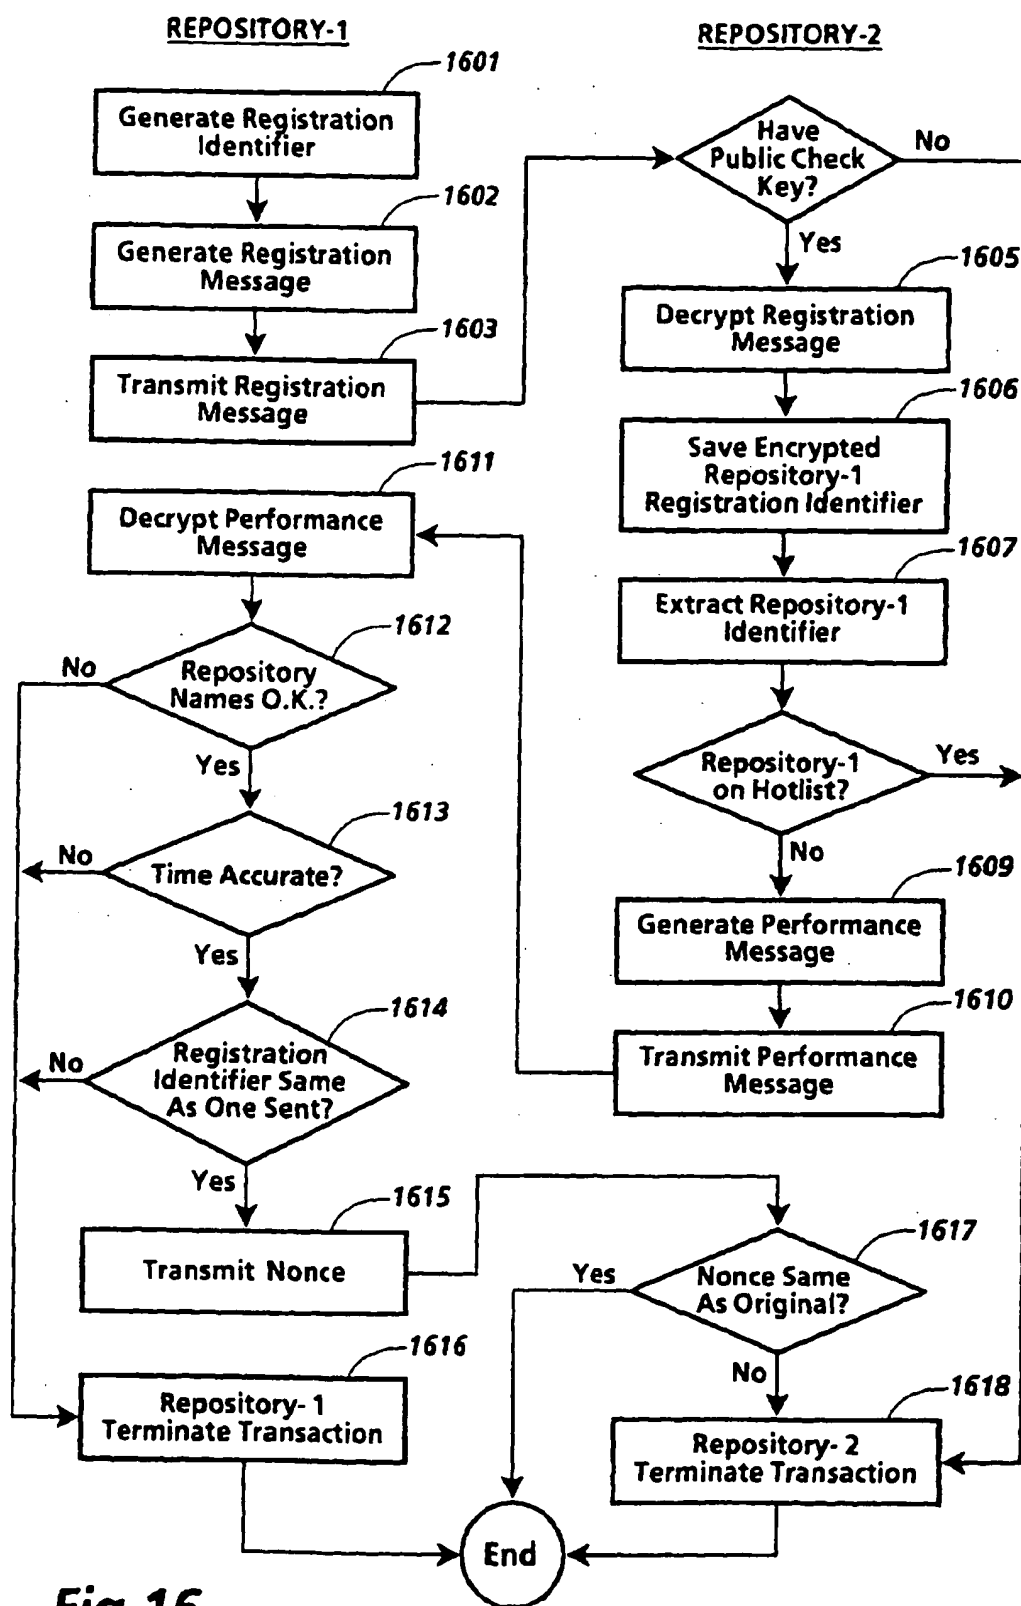 REPOSITORY-1
1601
Generate Registration
Identifier
1602
Generate Registration
Message
1603
Transmit Registration
Message
1611
Decrypt Performance
Message
1612
Repository
Names O.K.?
No
Yes
1613
Time Accurate?
No
Yes
1614
Registration
Identifier Same
As One Sent?
No
Yes
1615
Transmit Nonce
1616
Repository-1
Terminate Transaction
REPOSITORY-2
Have
Public Check
Key?
No
Yes
1605
Decrypt Registration
Message
1606
Save Encrypted
Repository-1
Registration Identifier
1607
Extract Repository-1
Identifier
Repository-1
on Hotlist?
Yes
No
1609
Generate Performance
Message
1610
Transmit Performance
Message
1617
Nonce Same
As Original?
Yes
No
1618
Repository-2
Terminate Transaction
End
Fig. 16